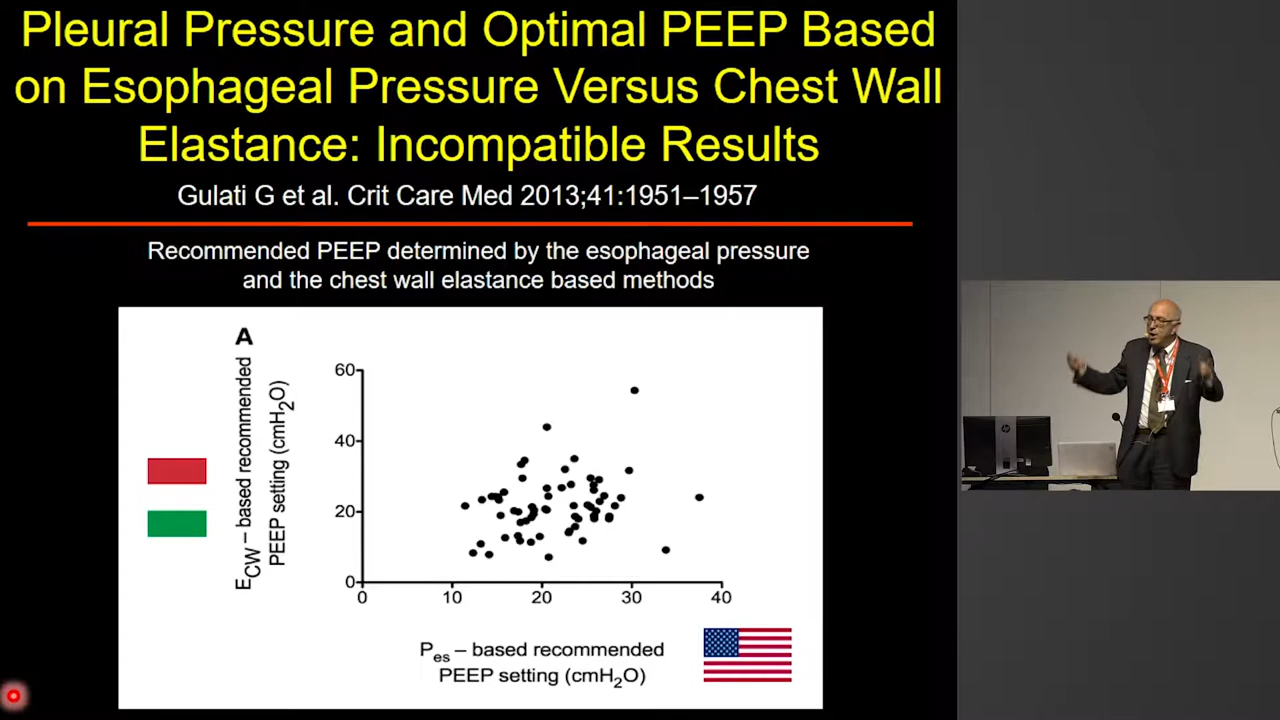 Pleural Pressure and Optimal PEEP Based
on Esophageal Pressure Versus Chest Wall
Elastance: Incompatible Results
Gulati G et al. Crit Care Med 2013;41:1951–1957
Recommended PEEP determined by the esophageal pressure
and the chest wall elastance based methods
A
E_CW – based recommended
PEEP setting (cmH₂O)
60
40
20
0
0 10 20 30 40
P_es – based recommended
PEEP setting (cmH₂O)
hp